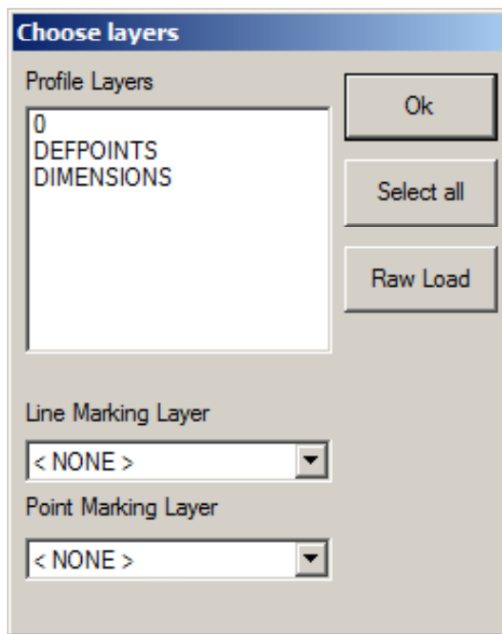 Choose layers
Profile Layers
0
DEFPOINTS
DIMENSIONS
Ok
Select all
Raw Load
Line Marking Layer
< NONE >
Point Marking Layer
< NONE >